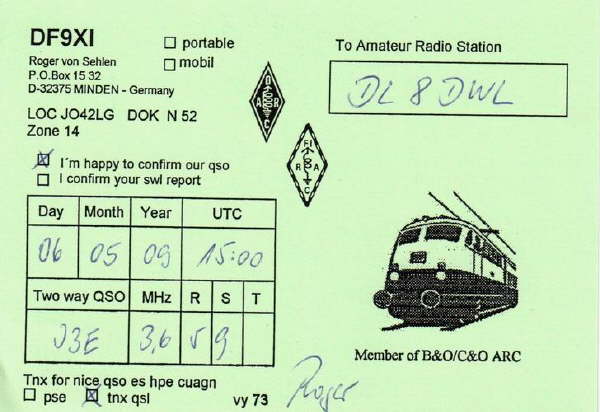 DF9XI
☐ portable
Roger von Sehlen
☐ mobil
P.O.Box 15 32
D-32375 MINDEN - Germany
LOC JO42LG DOK N 52
Zone 14
To Amateur Radio Station
DL 8 DWL
D
A R
C
FI
R A
C
☒ I´m happy to confirm our qso
☐ I confirm your swl report
Day Month Year UTC
06 05 09 15:00
Two way QSO MHz R S T
J3E 3,6 5 9
Member of B&O/C&O ARC
Tnx for nice qso es hpe cuagn
☐ pse ☒ tnx qsl vy 73
Roger